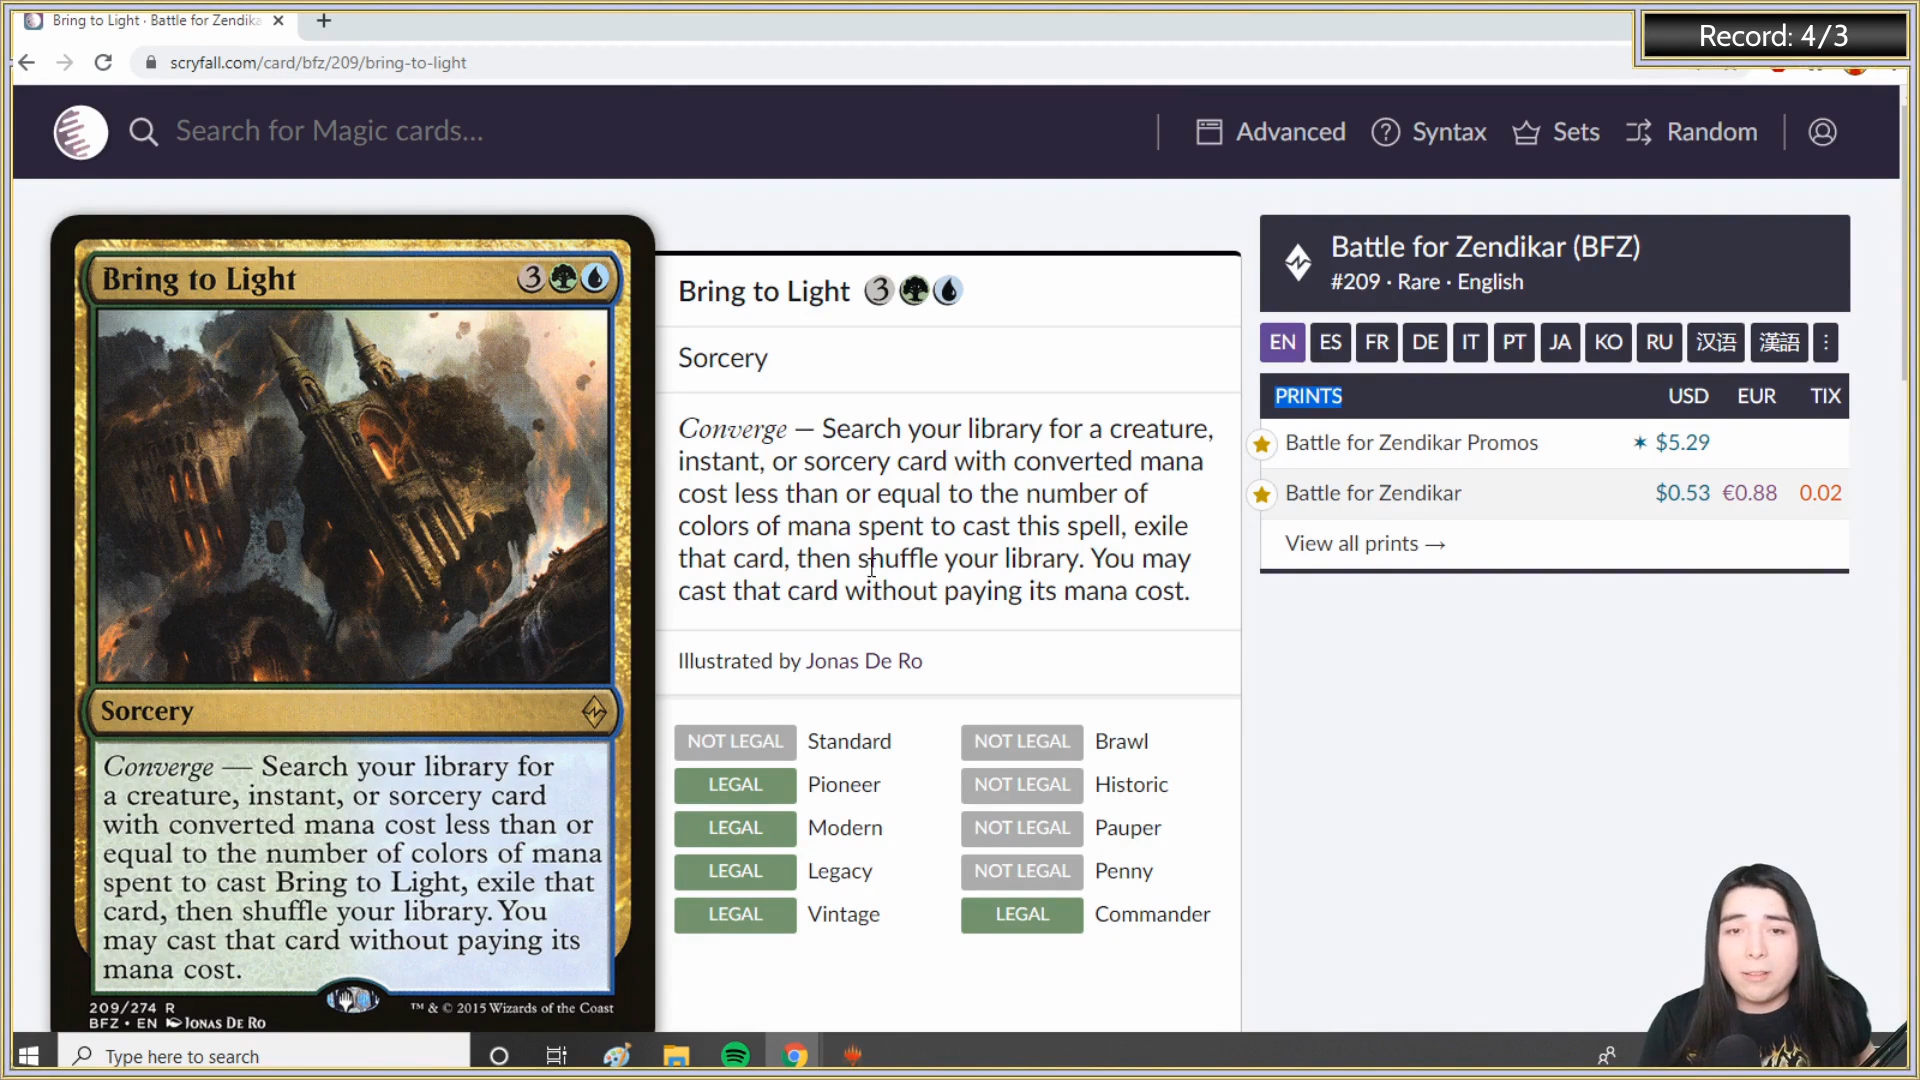 Bring to Light · Battle for Zendika
Record: 4/3
scryfall.com/card/bfz/209/bring-to-light
Search for Magic cards...
Advanced
Syntax
Sets
Random
Bring to Light 3
Sorcery
Converge — Search your library for
a creature, instant, or sorcery card
with converted mana cost less than or
equal to the number of colors of mana
spent to cast Bring to Light, exile that
card, then shuffle your library. You
may cast that card without paying its
mana cost.
209/274 R
BFZ • EN JONAS DE RO
™ & © 2015 Wizards of the Coast
Bring to Light 3
Sorcery
Converge — Search your library for a creature,
instant, or sorcery card with converted mana
cost less than or equal to the number of
colors of mana spent to cast this spell, exile
that card, then shuffle your library. You may
cast that card without paying its mana cost.
Illustrated by Jonas De Ro
NOT LEGAL Standard
NOT LEGAL Brawl
LEGAL Pioneer
NOT LEGAL Historic
LEGAL Modern
NOT LEGAL Pauper
LEGAL Legacy
NOT LEGAL Penny
LEGAL Vintage
LEGAL Commander
Battle for Zendikar (BFZ)
#209 · Rare · English
EN ES FR DE IT PT JA KO RU 汉语 漢語
PRINTS USD EUR TIX
Battle for Zendikar Promos $5.29
Battle for Zendikar $0.53 €0.88 0.02
View all prints →
Type here to search